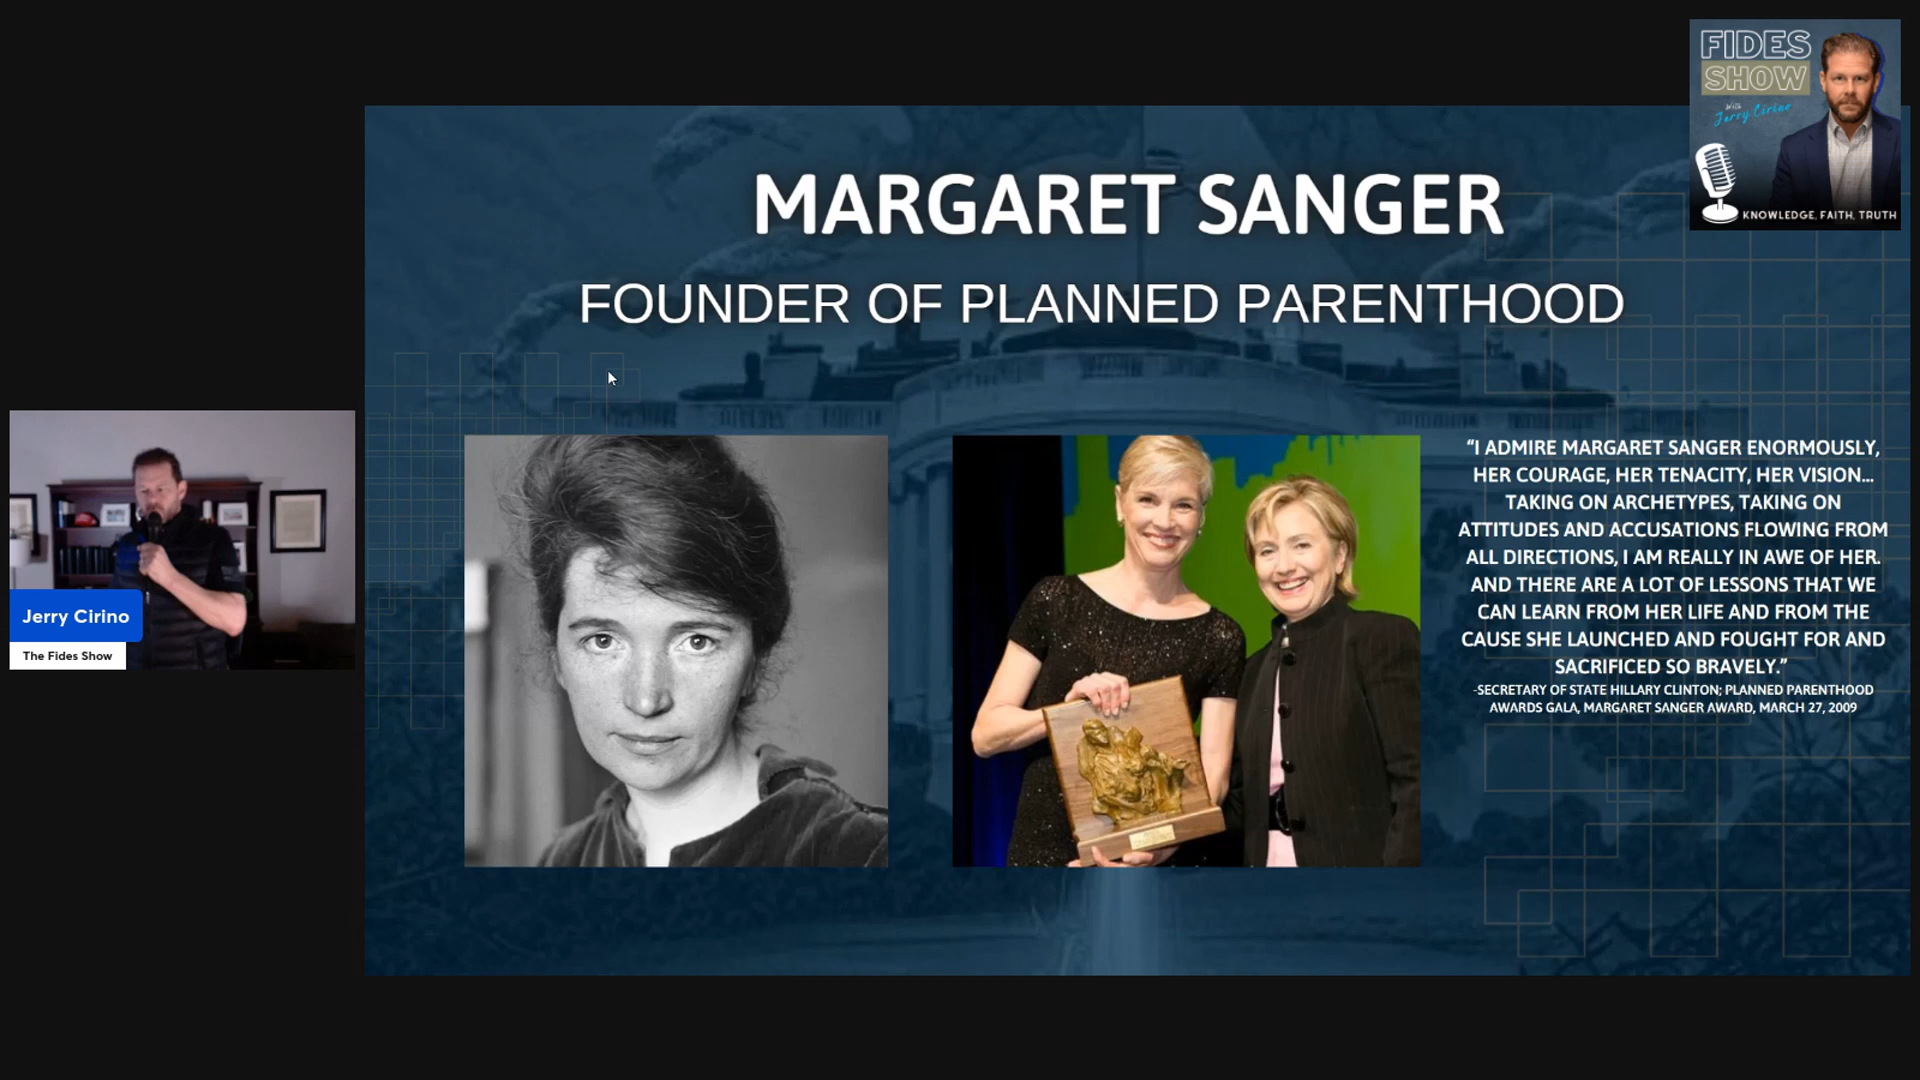 FIDES
SHOW
With
Jerry Cirino
KNOWLEDGE, FAITH, TRUTH
MARGARET SANGER
FOUNDER OF PLANNED PARENTHOOD
“I ADMIRE MARGARET SANGER ENORMOUSLY,
HER COURAGE, HER TENACITY, HER VISION...
TAKING ON ARCHETYPES, TAKING ON
ATTITUDES AND ACCUSATIONS FLOWING FROM
ALL DIRECTIONS, I AM REALLY IN AWE OF HER.
AND THERE ARE A LOT OF LESSONS THAT WE
CAN LEARN FROM HER LIFE AND FROM THE
CAUSE SHE LAUNCHED AND FOUGHT FOR AND
SACRIFICED SO BRAVELY.”
-SECRETARY OF STATE HILLARY CLINTON; PLANNED PARENTHOOD
AWARDS GALA, MARGARET SANGER AWARD, MARCH 27, 2009
Jerry Cirino
The Fides Show